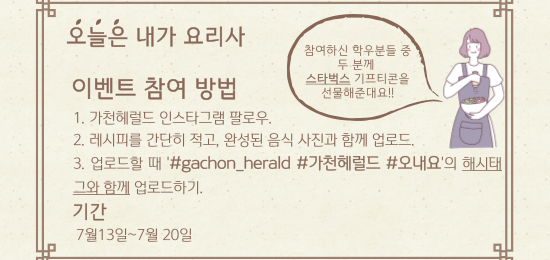 오늘은 내가 요리사
참여하신 학우분들 중
두 분께
스타벅스 기프티콘을
선물해준대요!!
이벤트 참여 방법
1. 가천헤럴드 인스타그램 팔로우.
2. 레시피를 간단히 적고, 완성된 음식 사진과 함께 업로드.
3. 업로드할 때 '#gachon_herald #가천헤럴드 #오내요'의 해시태
그와 함께 업로드하기.
기간
7월13일~7월 20일